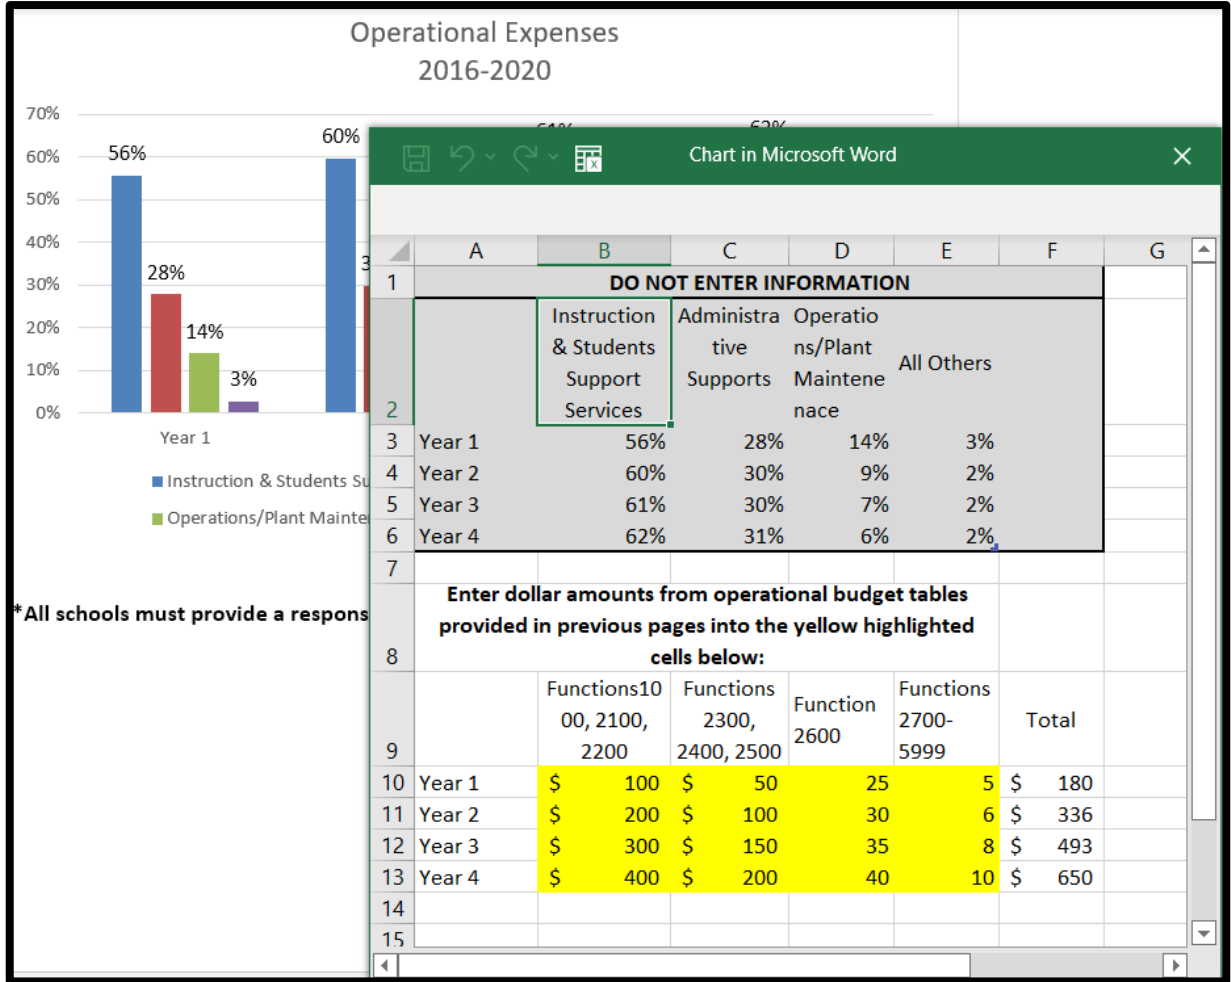 Operational Expenses
2016-2020
70%
60%
50%
40%
30%
20%
10%
0%
56%
28%
14%
3%
60%
Year 1
Instruction & Students Su
Operations/Plant Mainte
*All schools must provide a respons
Chart in Microsoft Word
A B C D E F G
1 DO NOT ENTER INFORMATION
Instruction Administra Operatio
& Students tive ns/Plant
Support Supports Maintene All Others
2 Services nace
3 Year 1 56% 28% 14% 3%
4 Year 2 60% 30% 9% 2%
5 Year 3 61% 30% 7% 2%
6 Year 4 62% 31% 6% 2%
7
Enter dollar amounts from operational budget tables
provided in previous pages into the yellow highlighted
8 cells below:
Functions10 Functions Function Functions
00, 2100, 2300, 2600 2700- Total
9 2200 2400, 2500 5999
10 Year 1 $ 100 $ 50 25 5 $ 180
11 Year 2 $ 200 $ 100 30 6 $ 336
12 Year 3 $ 300 $ 150 35 8 $ 493
13 Year 4 $ 400 $ 200 40 10 $ 650
14
15